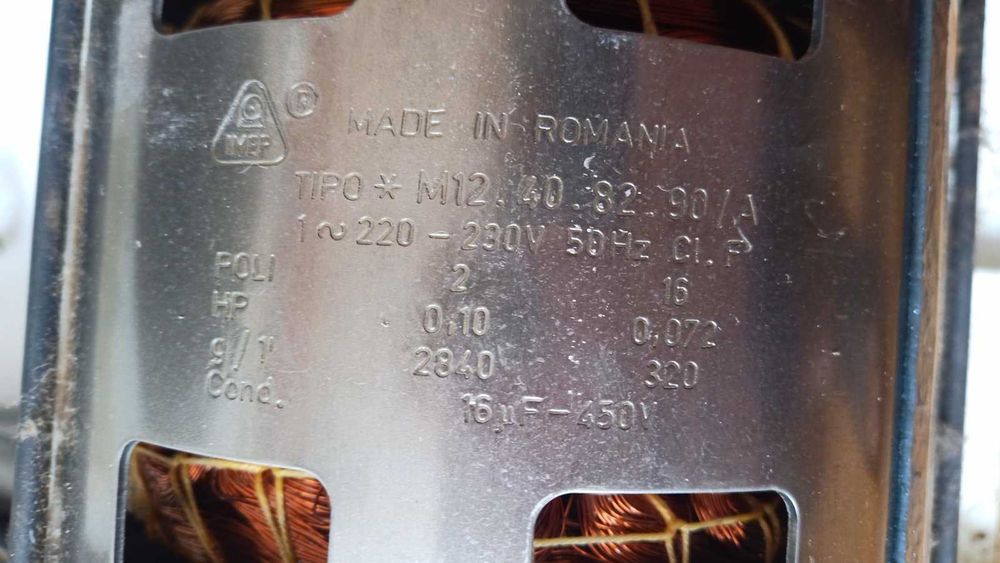 IMEF ® MADE IN ROMANIA
TIPO * M12.40.82.90/A
1~220-230V 50Hz Cl.F
POLI 2 16
HP 0,10 0,072
g/1' 2840 320
Cond. 16μF-450V